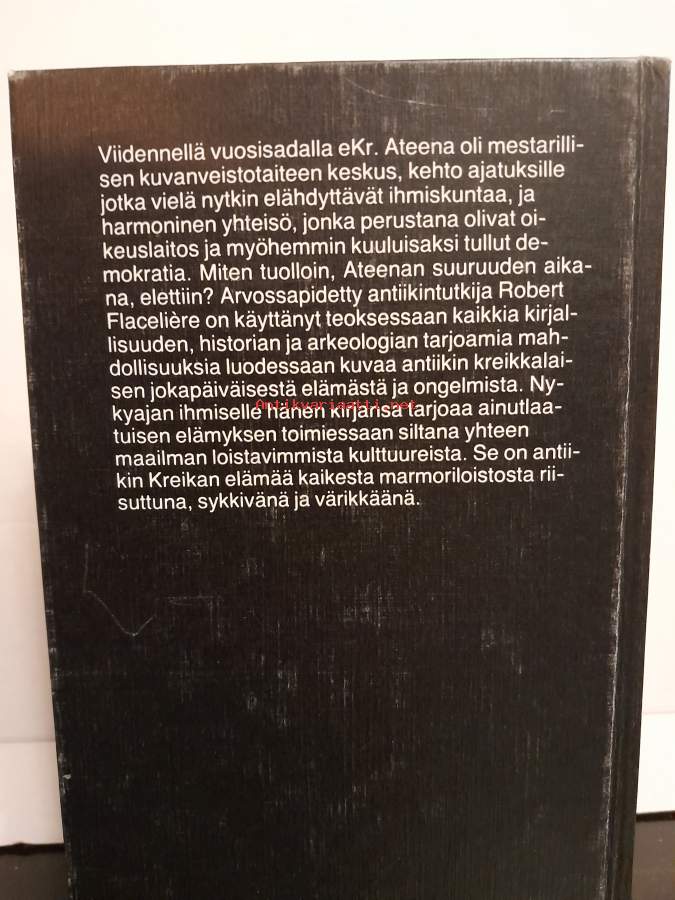 Viidennellä vuosisadalla eKr. Ateena oli mestarilli-
sen kuvanveistotaiteen keskus, kehto ajatuksille
jotka vielä nytkin elähdyttävät ihmiskuntaa, ja
harmoninen yhteisö, jonka perustana olivat oi-
keuslaitos ja myöhemmin kuuluisaksi tullut de-
mokratia. Miten tuolloin, Ateenan suuruuden aika-
na, elettiin? Arvossapidetty antiikintutkija Robert
Flacelière on käyttänyt teoksessaan kaikkia kirjal-
lisuuden, historian ja arkeologian tarjoamia mah-
dollisuuksia luodessaan kuvaa antiikin kreikkalai-
sen jokapäiväisestä elämästä ja ongelmista. Ny-
Antikvariaatti.net
kyajan ihmiselle hänen kirjansa tarjoaa ainutlaa-
tuisen elämyksen toimiessaan siltana yhteen
maailman loistavimmista kulttuureista. Se on antii-
kin Kreikan elämää kaikesta marmoriloistosta rii-
suttuna, sykkivänä ja värikkäänä.